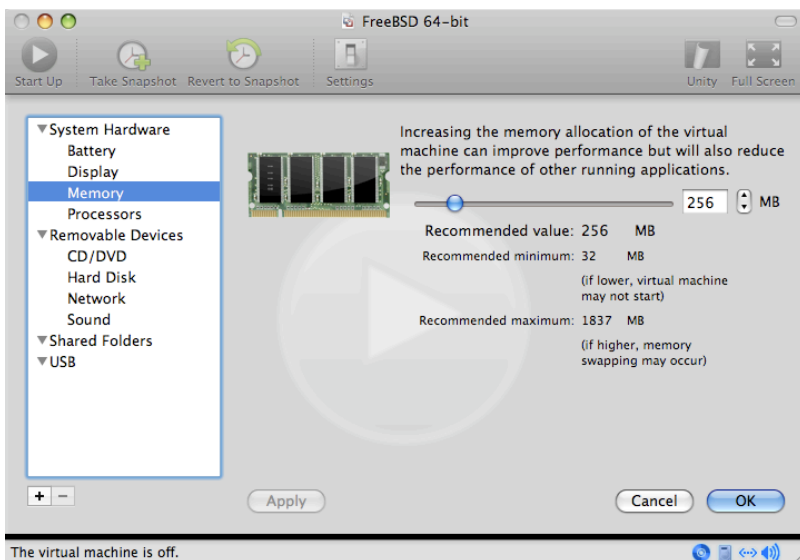 FreeBSD 64-bit
Start Up
Take Snapshot
Revert to Snapshot
Settings
Unity
Full Screen
System Hardware
Battery
Display
Memory
Processors
Removable Devices
CD/DVD
Hard Disk
Network
Sound
Shared Folders
USB
Increasing the memory allocation of the virtual
machine can improve performance but will also reduce
the performance of other running applications.
256 MB
Recommended value: 256 MB
Recommended minimum: 32 MB
(if lower, virtual machine
may not start)
Recommended maximum: 1837 MB
(if higher, memory
swapping may occur)
+ −
Apply
Cancel
OK
The virtual machine is off.